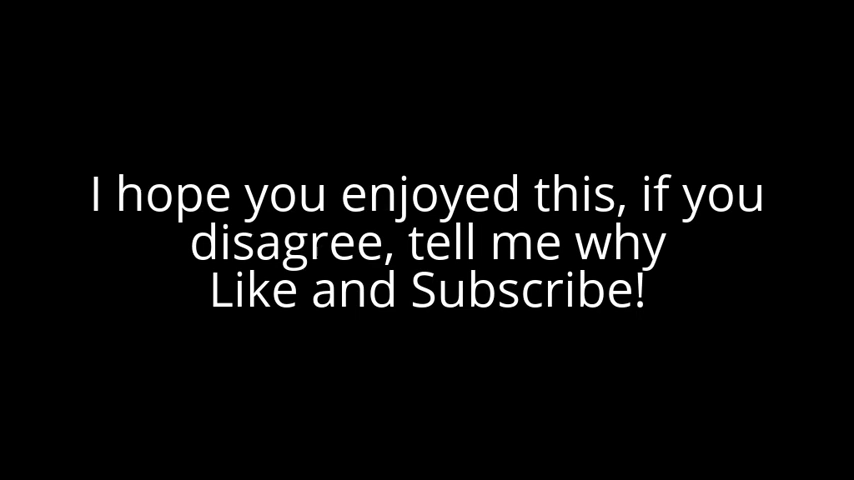 I hope you enjoyed this, if you
disagree, tell me why
Like and Subscribe!